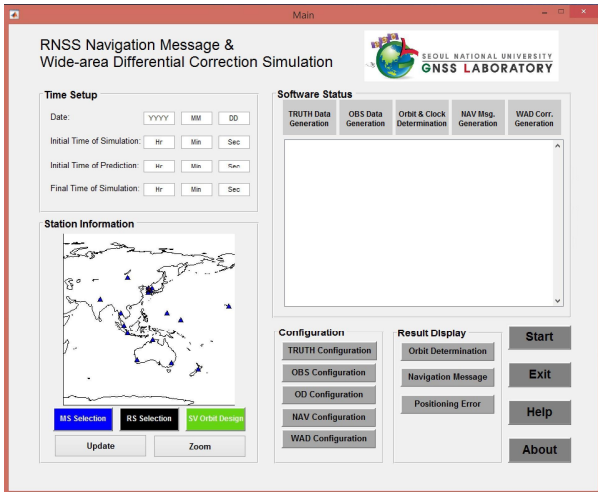 Main
RNSS Navigation Message &
Wide-area Differential Correction Simulation
SEOUL NATIONAL UNIVERSITY
GNSS LABORATORY
Time Setup
Date: YYYY MM DD
Initial Time of Simulation: Hr Min Sec
Initial Time of Prediction: Hr Min Sec
Final Time of Simulation: Hr Min Sec
Software Status
TRUTH Data Generation
OBS Data Generation
Orbit & Clock Determination
NAV Msg. Generation
WAD Corr. Generation
Station Information
MS Selection
RS Selection
SV Orbit Design
Update
Zoom
Configuration
TRUTH Configuration
OBS Configuration
OD Configuration
NAV Configuration
WAD Configuration
Result Display
Orbit Determination
Navigation Message
Positioning Error
Start
Exit
Help
About